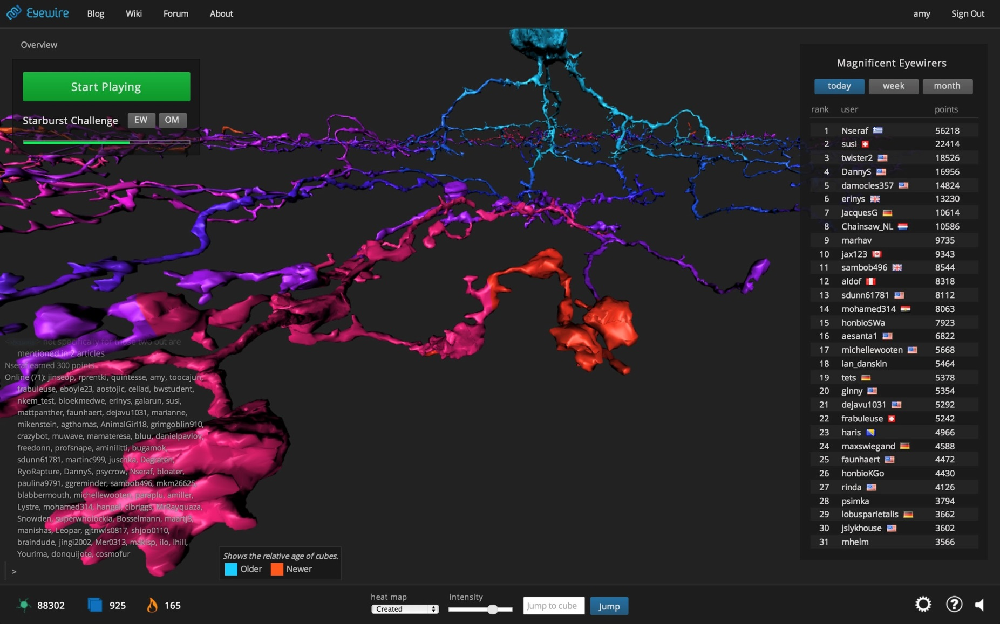 Eyewire Blog Wiki Forum About amy Sign Out
Overview
Start Playing
Starburst Challenge EW OM
not specifically for those two but are
mentioned in 2 articles
Nseraf earned 300 points
Online (71): jinseop, rprentki, quintesse, amy, toocajun,
frabuleuse, eboyle23, aostojic, celiad, bwstudent,
nkem_test, bloekmedwe, erinys, galarun, susi,
mattpanther, faunhaert, dejavu1031, marianne,
mikenstein, agthomas, AnimalGirl18, grimgoblin910,
crazybot, muwave, mamateresa, bluu, danielpavlov,
freedonn, profsnape, aminilitti, bugamok,
sdunn61781, martinc999, juschka, Degraten,
RyoRapture, DannyS, psycrow, Nseraf, bloater,
paulina9791, ggreminder, sambob496, mkm26625,
blabbermouth, michellewooten, paraplu, amiller,
Lystre, mohamed314, hangel, clbriggs, MrRayquaza,
Snowden, superwholockia, Bosselmann, maartj3,
manishas, Leopar, gjtnwls0817, shjoo0110,
braindude, jingi2002, Mer0313, makisp, ilo, lhill,
Yourima, donquijote, cosmofur
>
Shows the relative age of cubes.
Older Newer
Magnificent Eyewirers
today week month
rank user points
1 Nseraf 56218
2 susi 22414
3 twister2 18526
4 DannyS 16956
5 damocles357 14824
6 erinys 13230
7 JacquesG 10614
8 Chainsaw_NL 10586
9 marhav 9735
10 jax123 9343
11 sambob496 8544
12 aldof 8318
13 sdunn61781 8112
14 mohamed314 8063
15 honbioSWa 7923
16 aesanta1 6822
17 michellewooten 5668
18 ian_danskin 5464
19 tets 5378
20 ginny 5354
21 dejavu1031 5292
22 frabuleuse 5242
23 haris 4966
24 maxswiegand 4588
25 faunhaert 4472
26 honbioKGo 4430
27 rinda 4126
28 psimka 3794
29 lobusparietalis 3662
30 jslykhouse 3602
31 mhelm 3566
88302 925 165
heat map intensity
Created Jump to cube Jump
?